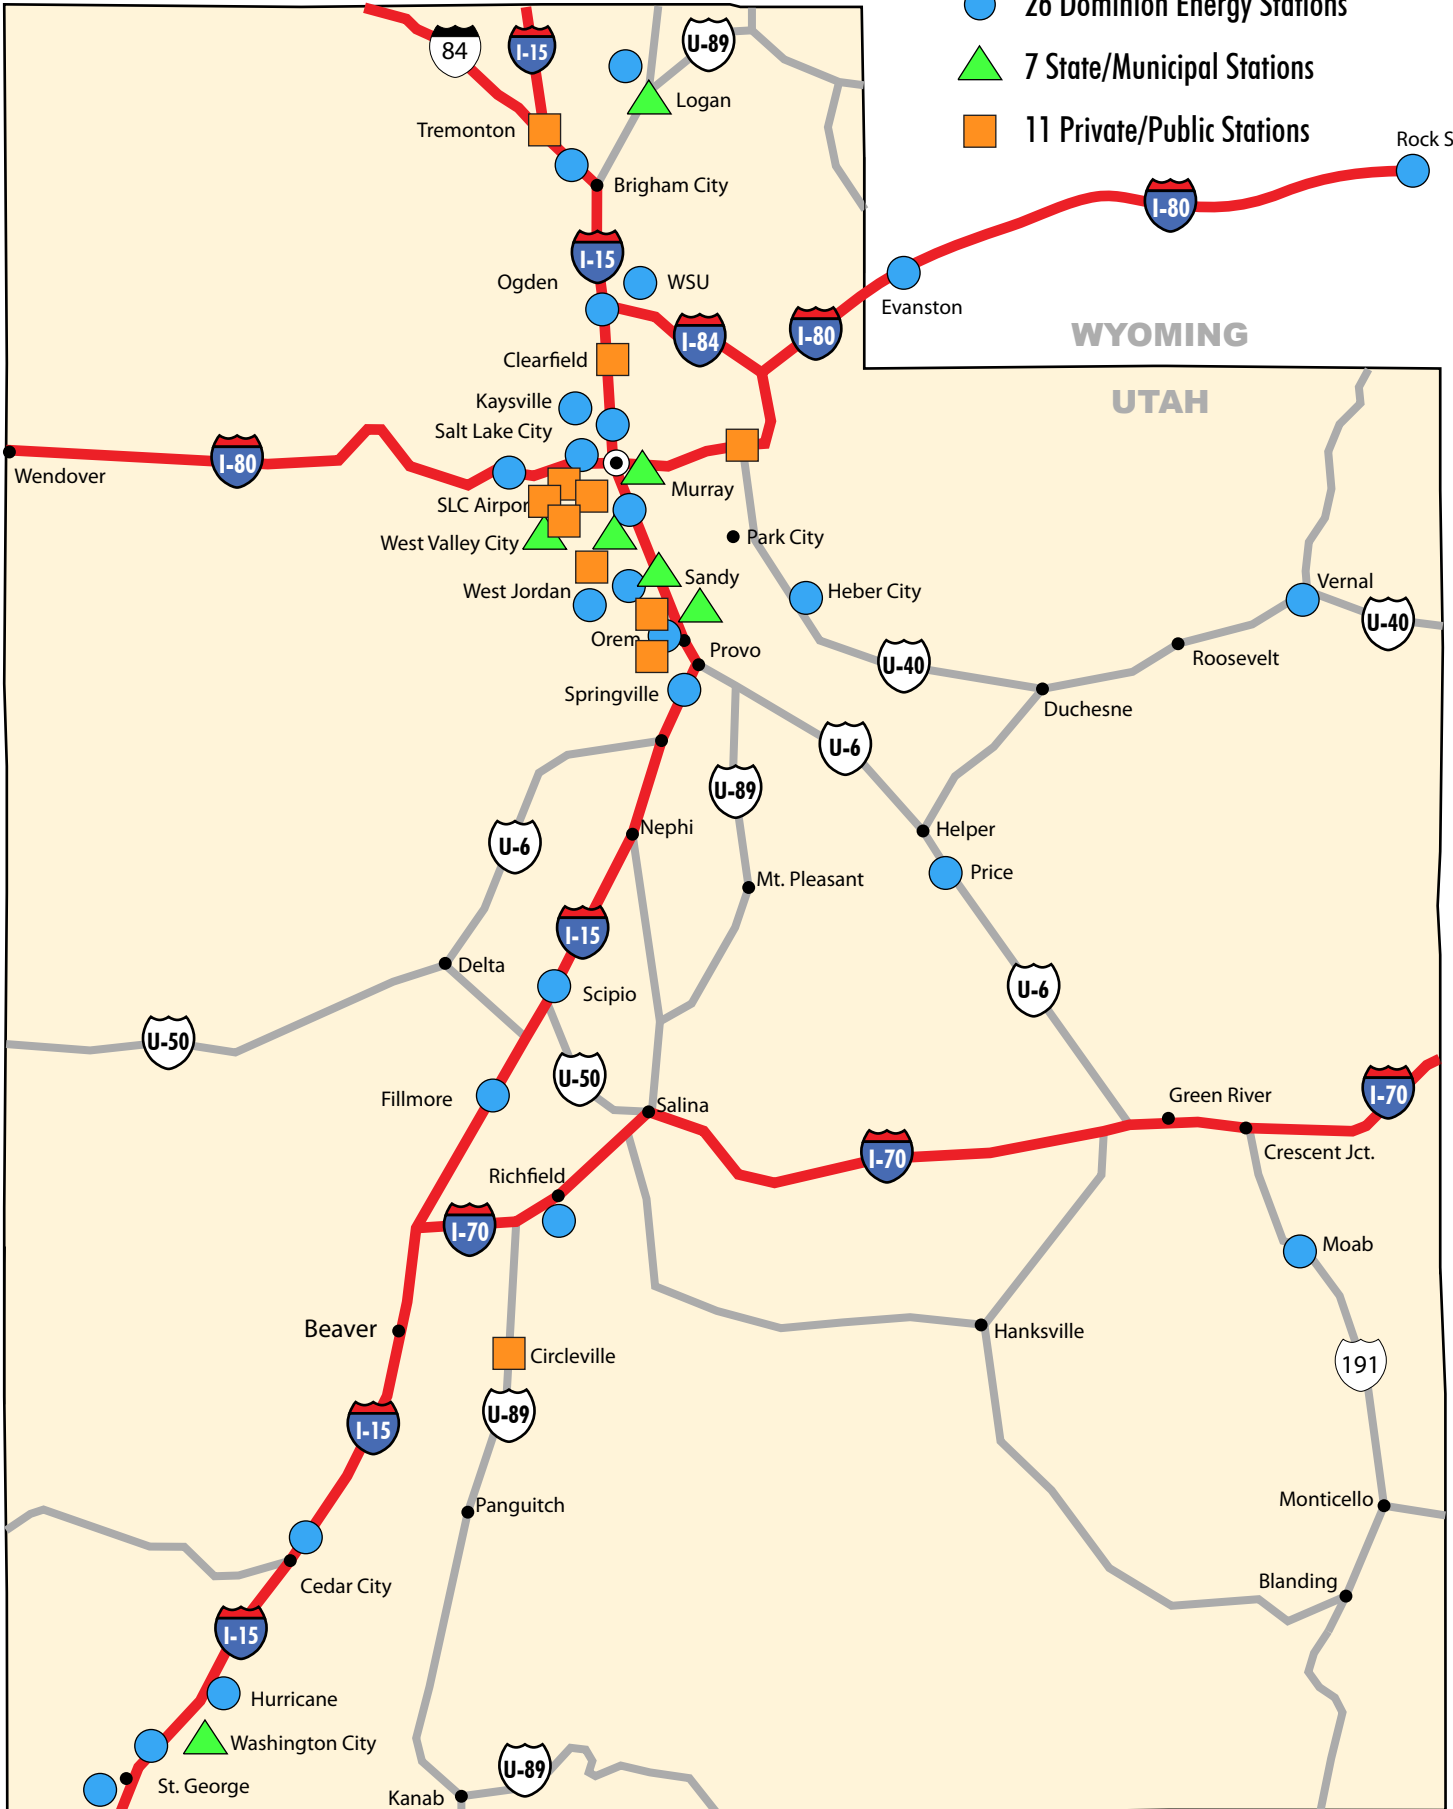 26 Dominion Energy Stations
7 State/Municipal Stations
11 Private/Public Stations
84
I-15
U-89
Logan
Tremonton
Brigham City
Rock S
I-80
I-15
Ogden
WSU
Evanston
I-84
I-80
WYOMING
UTAH
Clearfield
Kaysville
Salt Lake City
I-80
Wendover
Murray
SLC Airpor
West Valley City
Park City
Sandy
West Jordan
Heber City
Vernal
U-40
Orem
Provo
U-40
Roosevelt
Springville
Duchesne
U-6
U-89
Nephi
Helper
U-6
Mt. Pleasant
Price
I-15
Delta
Scipio
U-6
U-50
U-50
Fillmore
Salina
Green River
I-70
Crescent Jct.
I-70
Richfield
I-70
Moab
Beaver
Hanksville
Circleville
191
U-89
I-15
Panguitch
Monticello
Cedar City
Blanding
I-15
Hurricane
Washington City
St. George
U-89
Kanab